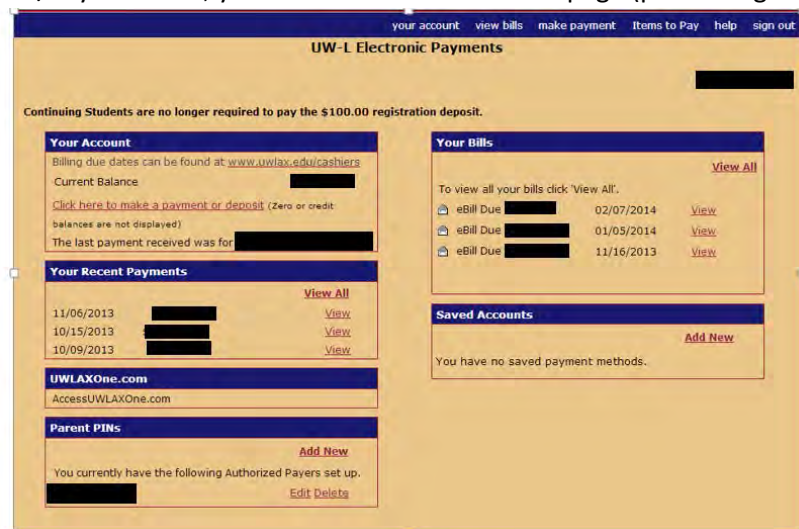 your account view bills make payment Items to Pay help sign out
UW-L Electronic Payments
Continuing Students are no longer required to pay the $100.00 registration deposit.
Your Account
Billing due dates can be found at www.uwlax.edu/cashiers
Current Balance
Click here to make a payment or deposit (Zero or credit
balances are not displayed)
The last payment received was for
Your Recent Payments
View All
11/06/2013 View
10/15/2013 View
10/09/2013 View
UWLAXOne.com
AccessUWLAXOne.com
Parent PINs
Add New
You currently have the following Authorized Payers set up.
Edit Delete
Your Bills
View All
To view all your bills click 'View All'.
eBill Due 02/07/2014 View
eBill Due 01/05/2014 View
eBill Due 11/16/2013 View
Saved Accounts
Add New
You have no saved payment methods.